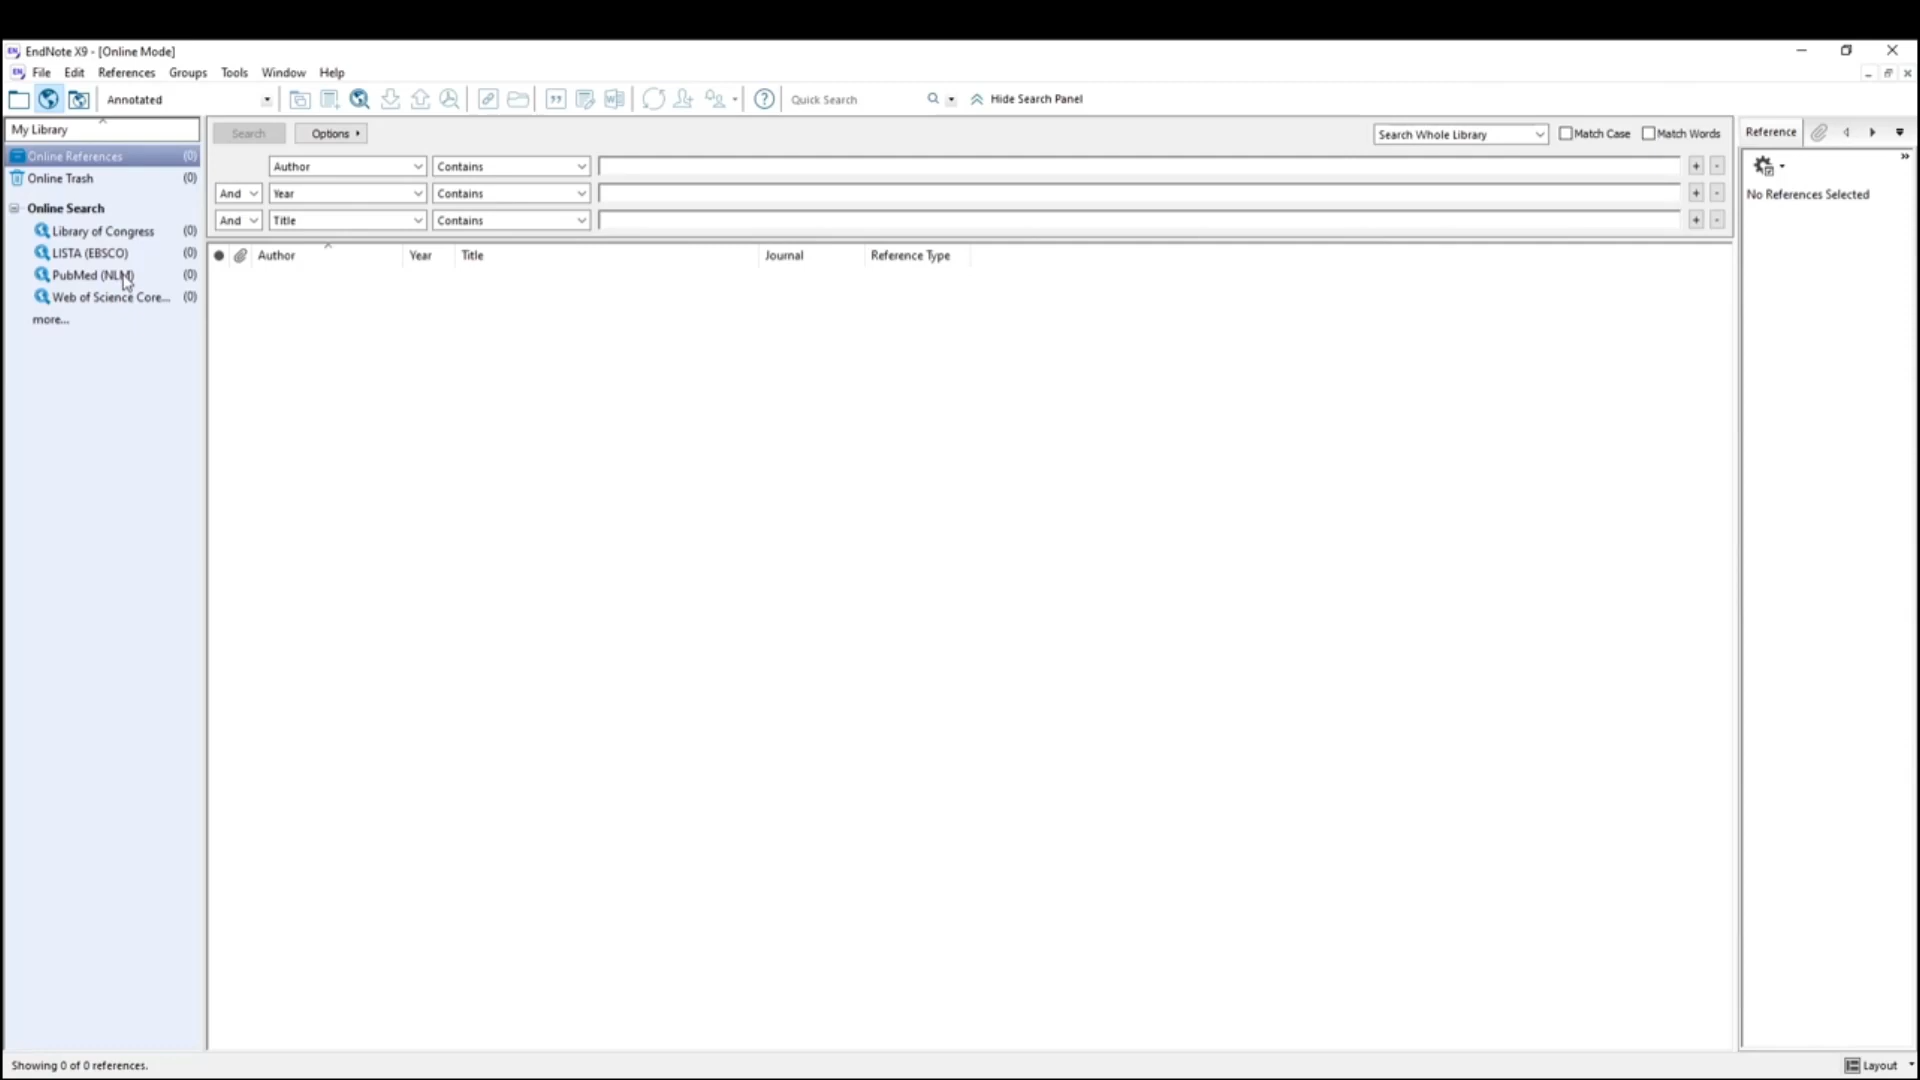 EndNote X9 - [Online Mode]
File Edit References Groups Tools Window Help
Annotated Quick Search Hide Search Panel
My Library
Online References (0)
Online Trash (0)
Online Search
Library of Congress (0)
LISTA (EBSCO) (0)
PubMed (NLM) (0)
Web of Science Core... (0)
more...
Search Options Search Whole Library Match Case Match Words
Author Contains + -
And Year Contains + -
And Title Contains + -
Author Year Title Journal Reference Type
Reference
No References Selected
Showing 0 of 0 references.
Layout